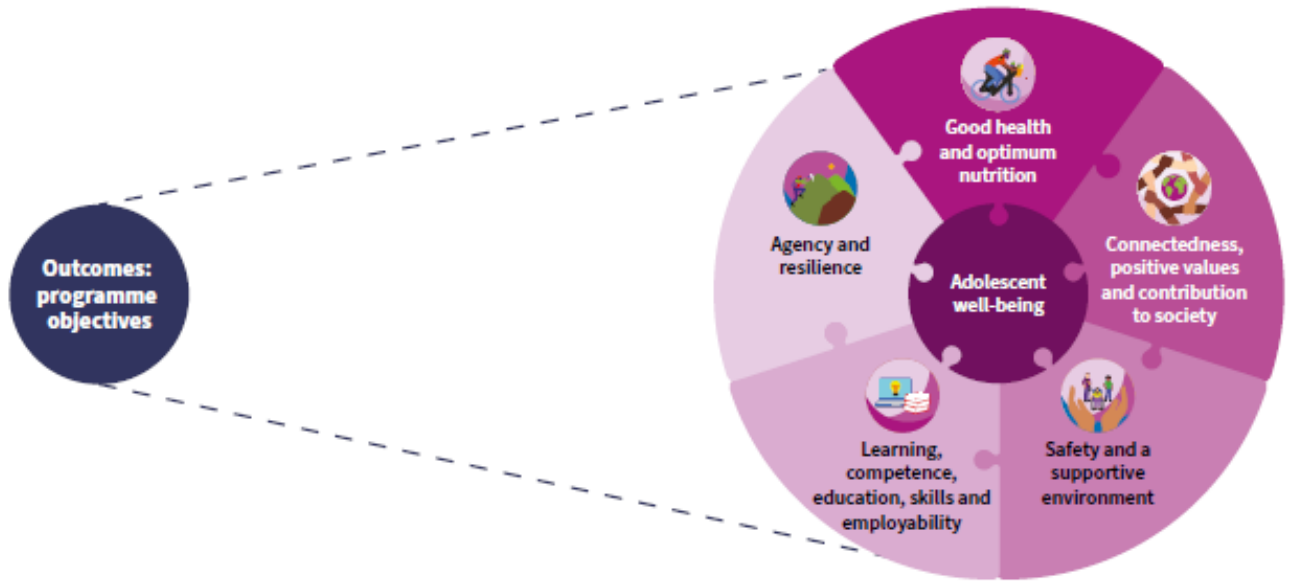 Outcomes:
programme
objectives
Good health
and optimum
nutrition
Connectedness,
positive values
and contribution
to society
Safety and a
supportive
environment
Learning,
competence,
education, skills and
employability
Agency and
resilience
Adolescent
well-being